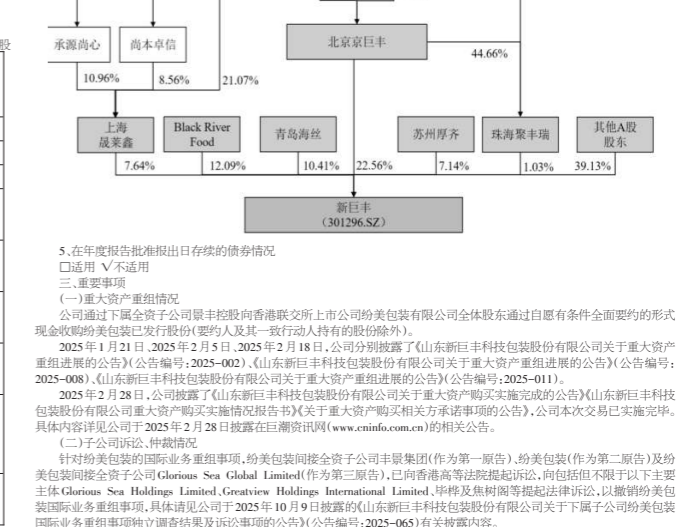 股
承源尚心
尚本卓信
北京京巨丰
44.66%
10.96%
8.56%
21.07%
上海
晟莱鑫
Black River
Food
青岛海丝
苏州厚齐
珠海聚丰瑞
其他A股
股东
7.64%
12.09%
10.41%
22.56%
7.14%
1.03%
39.13%
新巨丰
(301296.SZ)
5、在年度报告批准报出日存续的债券情况
□适用 √不适用
三、重要事项
(一)重大资产重组情况
公司通过下属全资子公司景丰控股向香港联交所上市公司纷美包装有限公司全体股东通过自愿有条件全面要约的形式
现金收购纷美包装已发行股份(要约人及其一致行动人持有的股份除外)。
2025年1月21日、2025年2月5日、2025年2月18日,公司分别披露了《山东新巨丰科技包装股份有限公司关于重大资产
重组进展的公告》(公告编号:2025-002)、《山东新巨丰科技包装股份有限公司关于重大资产重组进展的公告》(公告编号:
2025-008)、《山东新巨丰科技包装股份有限公司关于重大资产重组进展的公告》(公告编号:2025-011)。
2025年2月28日,公司披露了《山东新巨丰科技包装股份有限公司关于重大资产购买实施完成的公告》《山东新巨丰科技
包装股份有限公司重大资产购买实施情况报告书》《关于重大资产购买相关方承诺事项的公告》,公司本次交易已实施完毕。
具体内容详见公司于2025年2月28日披露在巨潮资讯网(www.cninfo.com.cn)的相关公告。
(二)子公司诉讼、仲裁情况
针对纷美包装的国际业务重组事项,纷美包装间接全资子公司丰景集团(作为第一原告)、纷美包装(作为第二原告)及纷
美包装间接全资子公司Glorious Sea Global Limited(作为第三原告),已向香港高等法院提起诉讼,向包括但不限于以下主要
主体Glorious Sea Holdings Limited、Greatview Holdings International Limited、毕桦及焦树阁等提起法律诉讼,以撤销纷美包
装国际业务重组事项,具体请见公司于2025年10月9日披露的《山东新巨丰科技包装股份有限公司关于下属子公司纷美包装
国际业务重组事项独立调查结果及诉讼事项的公告》(公告编号:2025-065)有关披露内容。